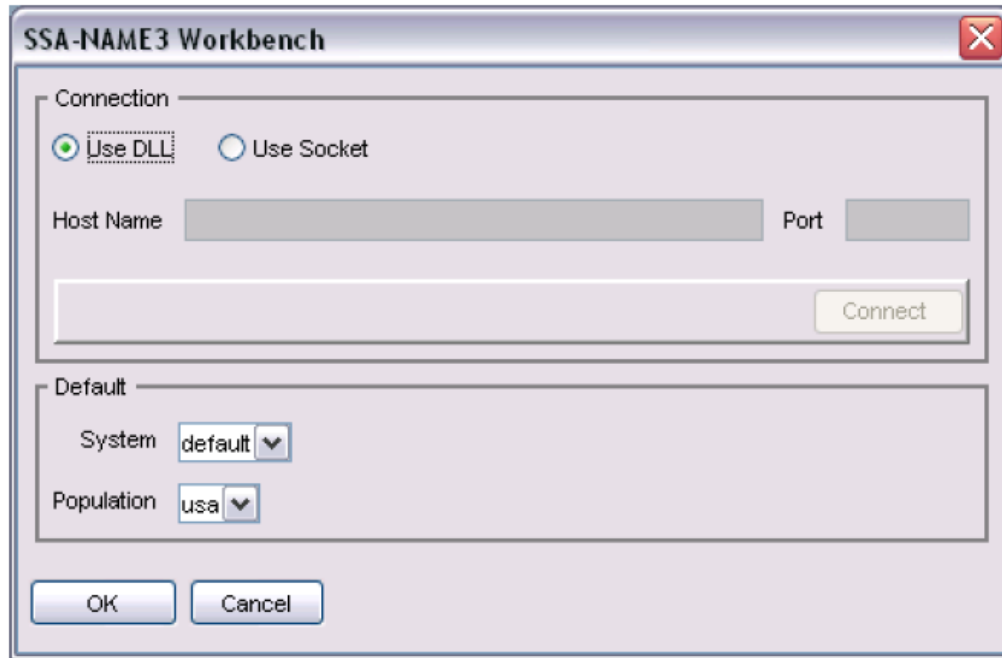 SSA-NAME3 Workbench
Connection
Use DLL Use Socket
Host Name Port
Connect
Default
System default
Population usa
OK Cancel